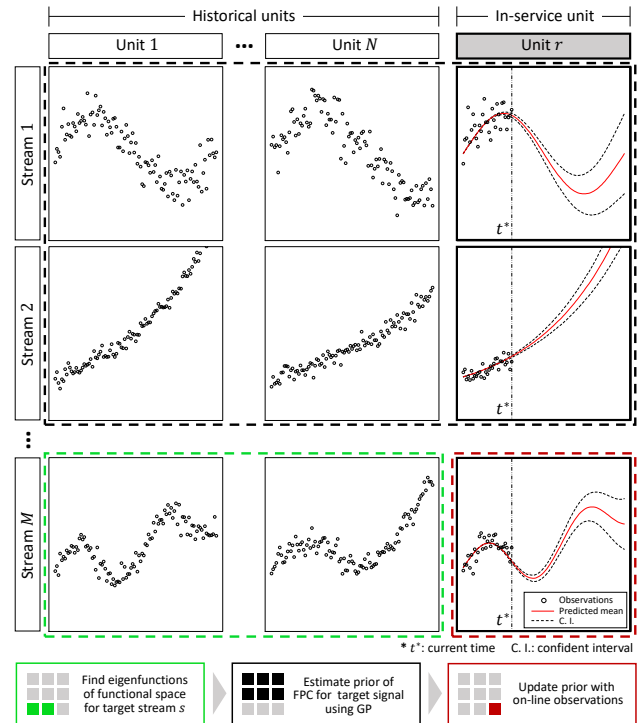 Historical units
In-service unit
Unit 1
•••
Unit N
Unit r
Stream 1
t*
Stream 2
t*
•••
Stream M
t*
Observations
Predicted mean
C. I.
* t*: current time
C. I.: confident interval
Find eigenfunctions
of functional space
for target stream s
Estimate prior of
FPC for target signal
using GP
Update prior with
on-line observations